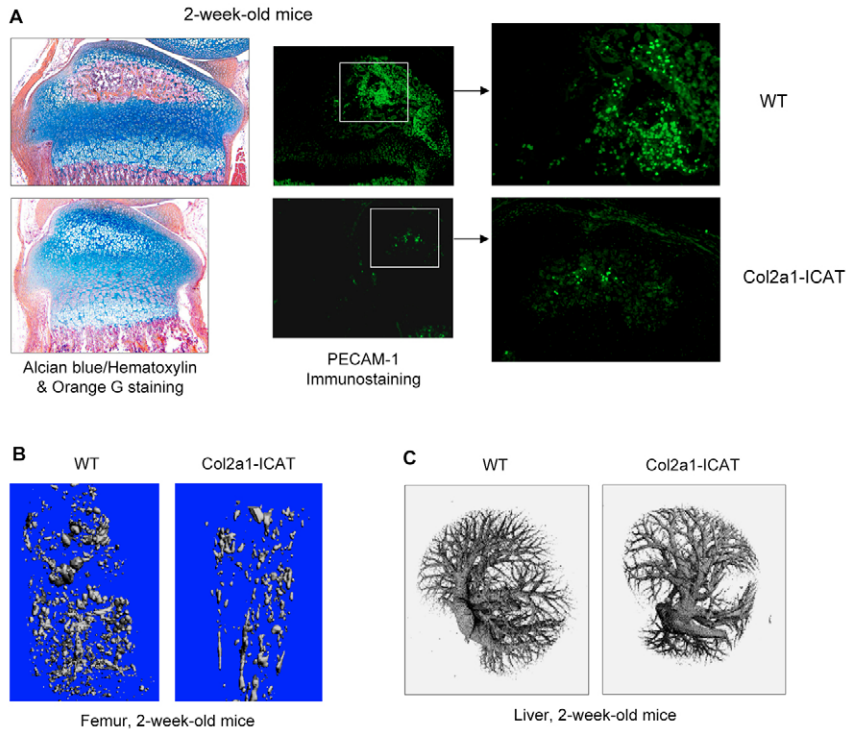 A
2-week-old mice
WT
Col2a1-ICAT
Alcian blue/Hematoxylin
& Orange G staining
PECAM-1
Immunostaining
B
WT
Col2a1-ICAT
Femur, 2-week-old mice
C
WT
Col2a1-ICAT
Liver, 2-week-old mice